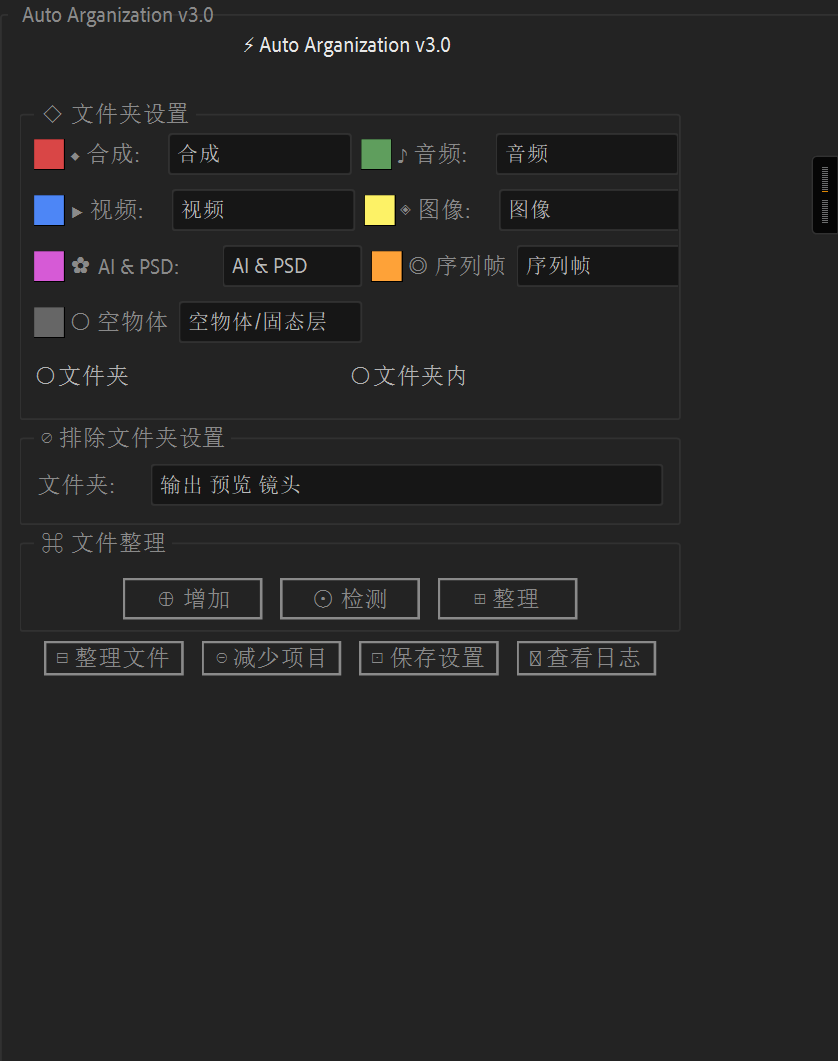 Auto Arganization v3.0
⚡ Auto Arganization v3.0
◇ 文件夹设置
⬥ 合成: 合成 ♪ 音频: 音频
▶ 视频: 视频 ◈ 图像: 图像
✿ AI & PSD: AI & PSD ◎ 序列帧 序列帧
○ 空物体 空物体/固态层
○文件夹 ○文件夹内
⊘ 排除文件夹设置
文件夹: 输出 预览 镜头
⌘ 文件整理
⊕ 增加 ⊙ 检测 ⊞ 整理
⊟ 整理文件 ⊖ 减少项目 ⊡ 保存设置 查看日志